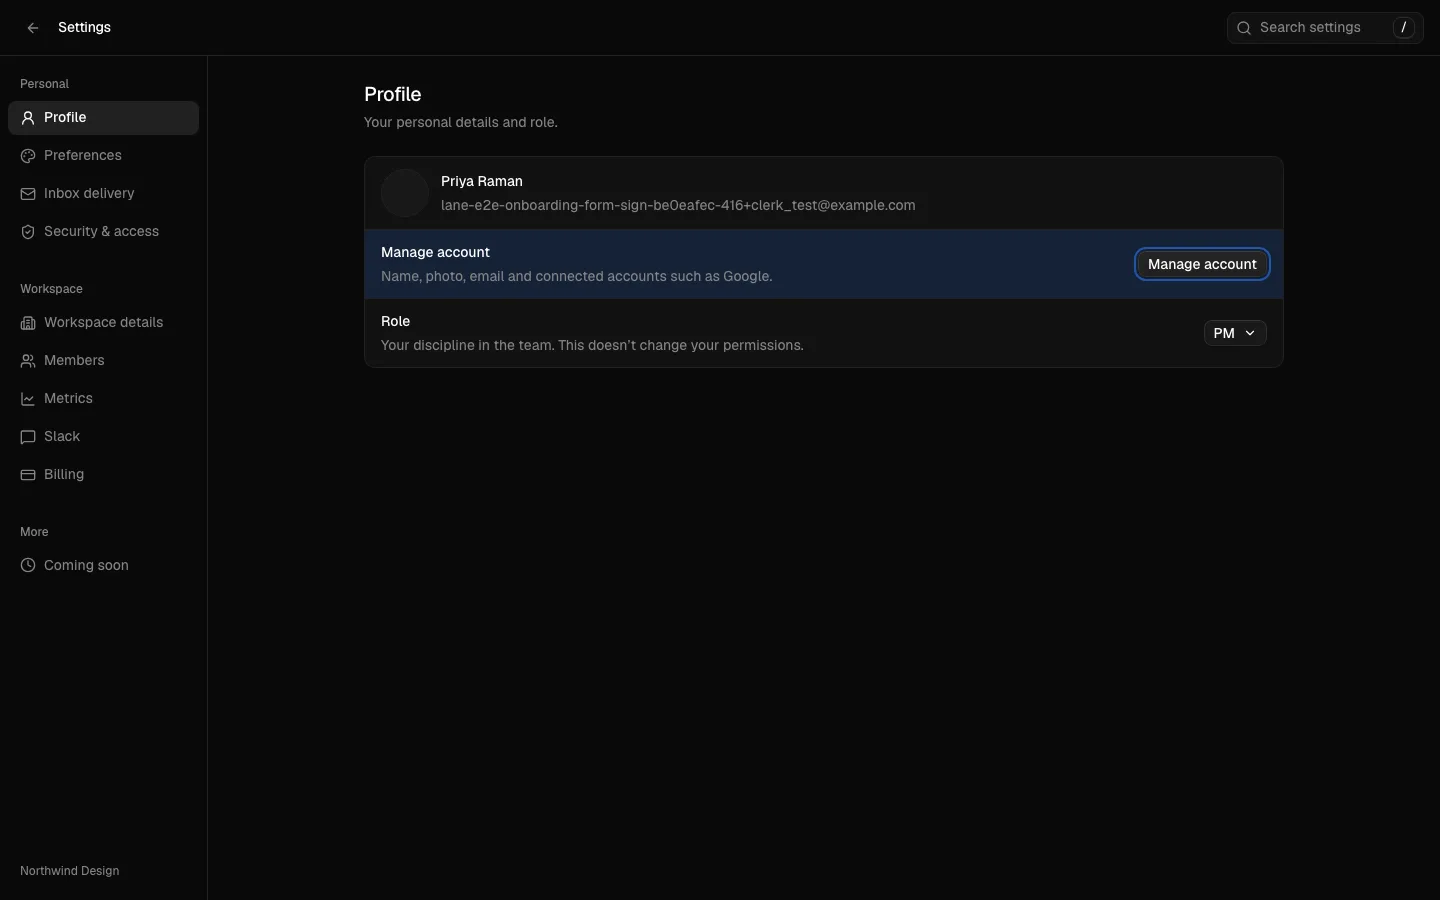 Settings
Search settings
/
Personal
Profile
Preferences
Inbox delivery
Security & access
Workspace
Workspace details
Members
Metrics
Slack
Billing
More
Coming soon
Northwind Design
Profile
Your personal details and role.
Priya Raman
lane-e2e-onboarding-form-sign-be0eafec-416+clerk_test@example.com
Manage account
Name, photo, email and connected accounts such as Google.
Manage account
Role
Your discipline in the team. This doesn’t change your permissions.
PM